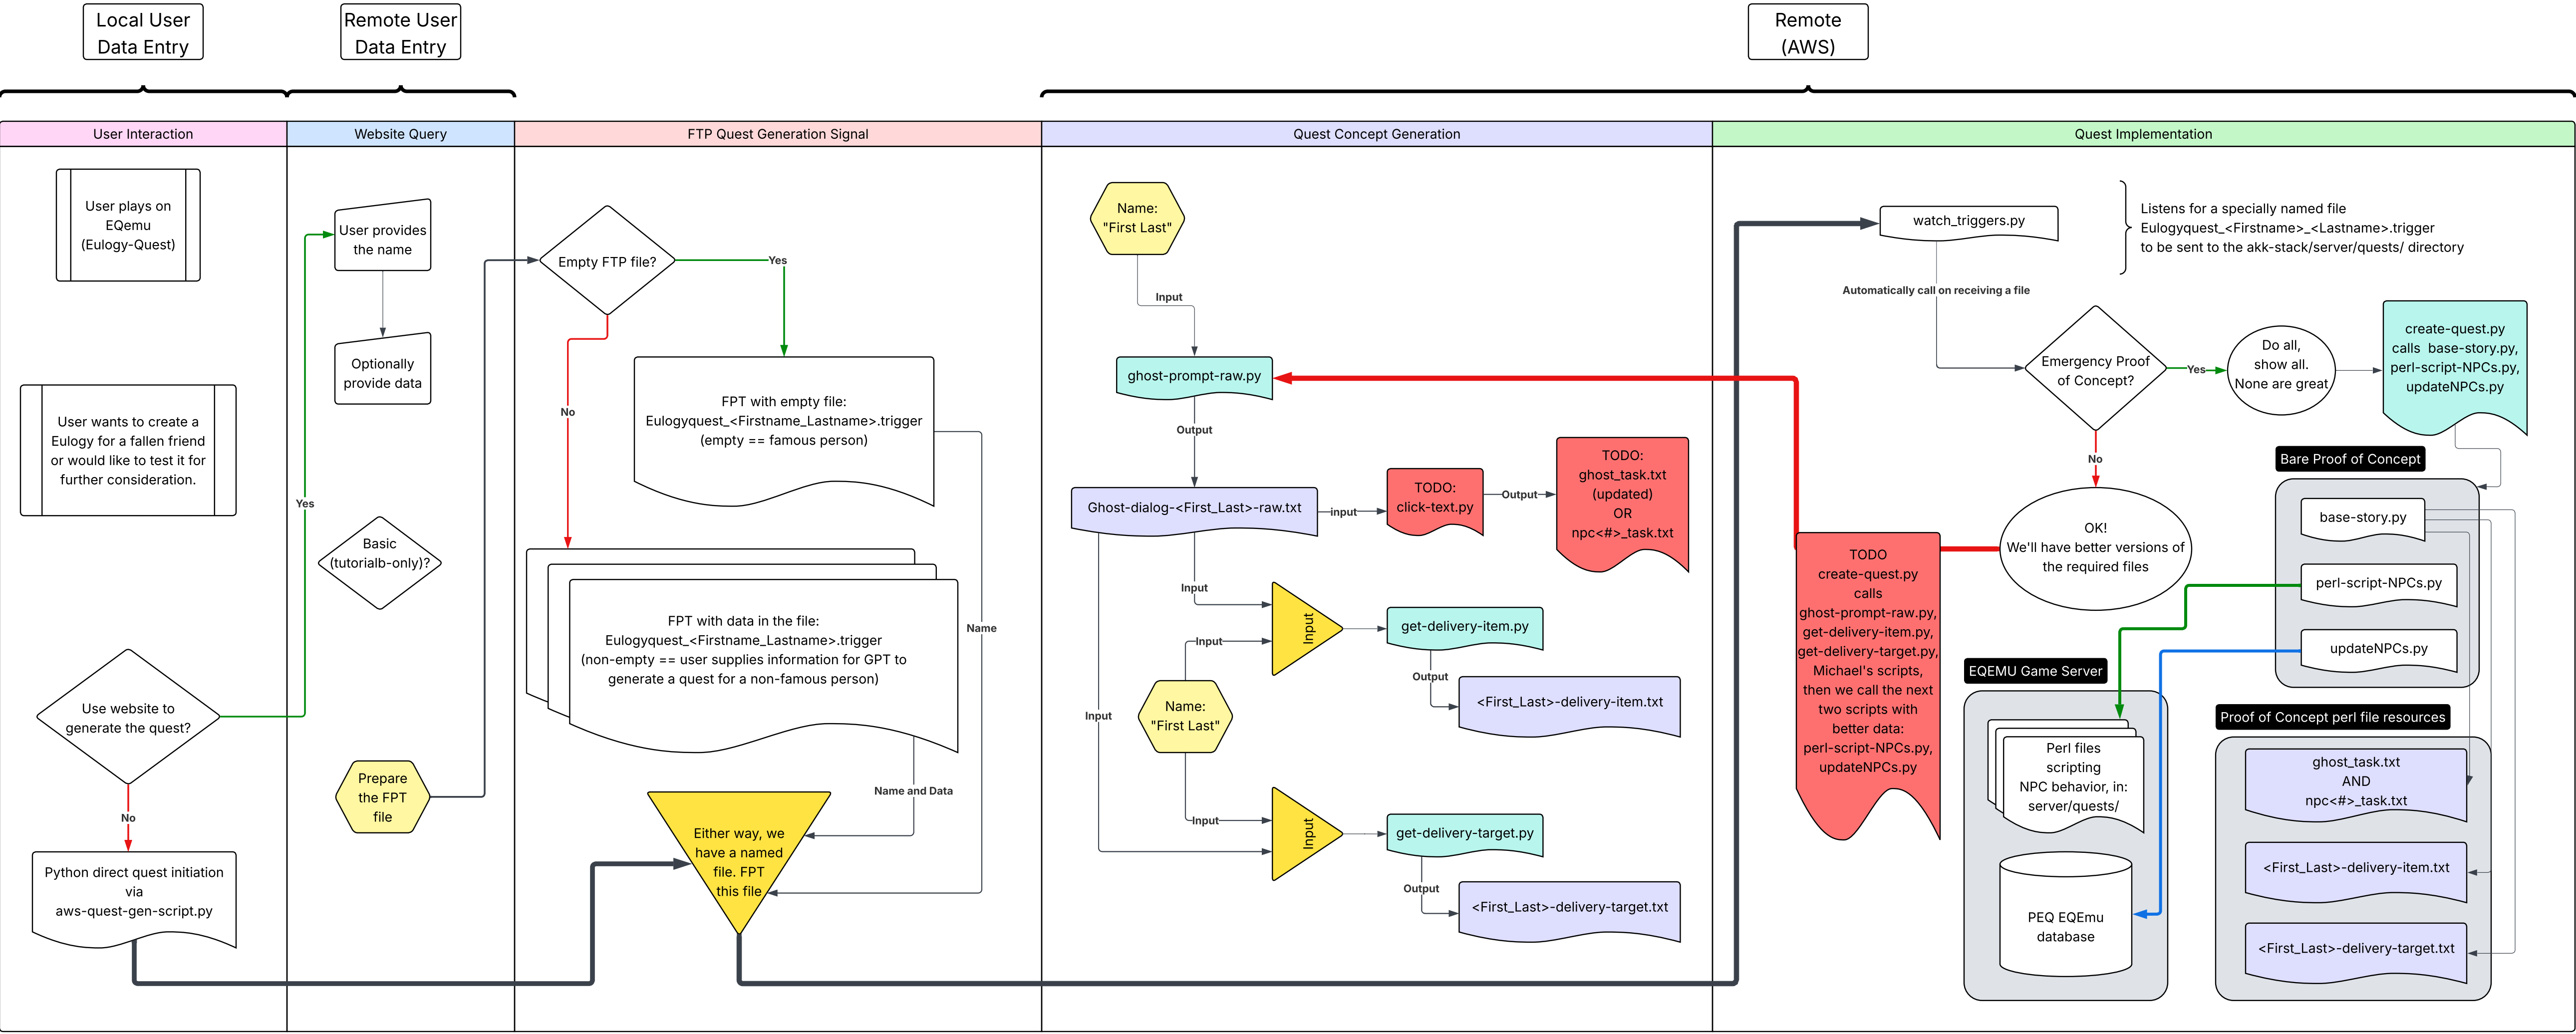 Local User
Data Entry
Remote User
Data Entry
Remote
(AWS)
User Interaction
Website Query
FTP Quest Generation Signal
Quest Concept Generation
Quest Implementation
User plays on
EQemu
(Eulogy-Quest)
User wants to create a
Eulogy for a fallen friend
or would like to test it for
further consideration.
Use website to
generate the quest?
Yes
No
Python direct quest initiation
via
aws-quest-gen-script.py
User provides
the name
Optionally
provide data
Basic
(tutorialb-only)?
Prepare
the FPT
file
Empty FTP file?
Yes
No
FPT with empty file:
Eulogyquest_<Firstname_Lastname>.trigger
(empty == famous person)
FPT with data in the file:
Eulogyquest_<Firstname_Lastname>.trigger
(non-empty == user supplies information for GPT to
generate a quest for a non-famous person)
Name
Name and Data
Either way, we
have a named
file. FPT
this file
Name:
"First Last"
Input
ghost-prompt-raw.py
Output
Ghost-dialog-<First_Last>-raw.txt
input
TODO:
click-text.py
Output
TODO:
ghost_task.txt
(updated)
OR
npc<#>_task.txt
Input
Input
Input
get-delivery-item.py
Output
<First_Last>-delivery-item.txt
Name:
"First Last"
Input
Input
Input
get-delivery-target.py
Output
<First_Last>-delivery-target.txt
watch_triggers.py
Listens for a specially named file
Eulogyquest_<Firstname>_<Lastname>.trigger
to be sent to the akk-stack/server/quests/ directory
Automatically call on receiving a file
Emergency Proof
of Concept?
Yes
Do all,
show all.
None are great
create-quest.py
calls base-story.py,
perl-script-NPCs.py,
updateNPCs.py
No
OK!
We'll have better versions of
the required files
TODO
create-quest.py
calls
ghost-prompt-raw.py,
get-delivery-item.py,
get-delivery-target.py,
Michael's scripts,
then we call the next
two scripts with
better data:
perl-script-NPCs.py,
updateNPCs.py
Bare Proof of Concept
base-story.py
perl-script-NPCs.py
updateNPCs.py
EQEMU Game Server
Perl files
scripting
NPC behavior, in:
server/quests/
PEQ EQEmu
database
Proof of Concept perl file resources
ghost_task.txt
AND
npc<#>_task.txt
<First_Last>-delivery-item.txt
<First_Last>-delivery-target.txt